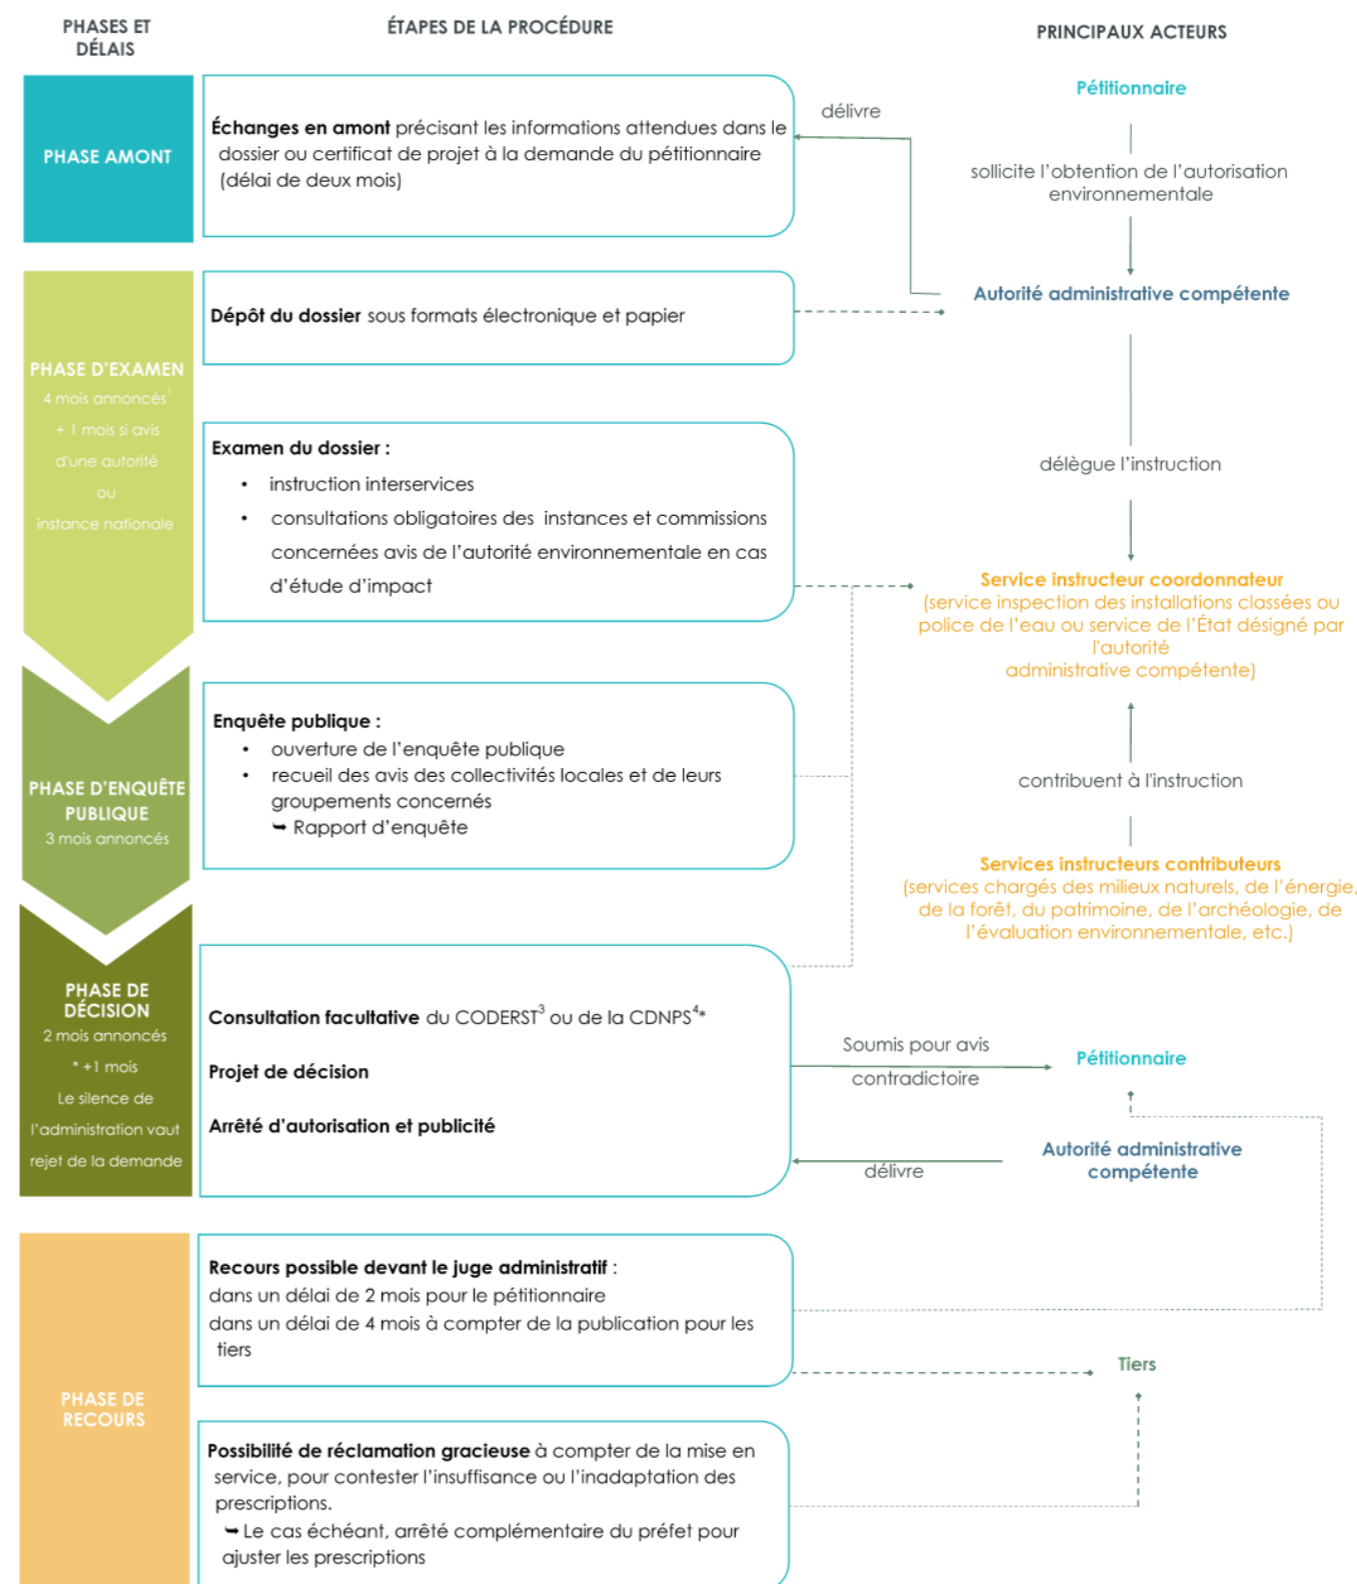 PHASES ET
DÉLAIS
ÉTAPES DE LA PROCÉDURE
PRINCIPAUX ACTEURS
PHASE AMONT
Échanges en amont précisant les informations attendues dans le
dossier ou certificat de projet à la demande du pétitionnaire
(délai de deux mois)
délivre
Pétitionnaire
sollicite l'obtention de l'autorisation
environnementale
Autorité administrative compétente
PHASE D'EXAMEN
4 mois annoncés
+ 1 mois si avis
d'une autorité
ou
instance nationale
Dépôt du dossier sous formats électronique et papier
Examen du dossier :
• instruction interservices
• consultations obligatoires des instances et commissions
concernées avis de l'autorité environnementale en cas
d'étude d'impact
délègue l'instruction
Service instructeur coordonnateur
(service inspection des installations classées ou
police de l'eau ou service de l'État désigné par
l'autorité
administrative compétente)
PHASE D'ENQUÊTE
PUBLIQUE
3 mois annoncés
Enquête publique :
• ouverture de l'enquête publique
• recueil des avis des collectivités locales et de leurs
groupements concernés
➥ Rapport d'enquête
contribuent à l'instruction
Services instructeurs contributeurs
(services chargés des milieux naturels, de l'énergie,
de la forêt, du patrimoine, de l'archéologie, de
l'évaluation environnementale, etc.)
PHASE DE
DÉCISION
2 mois annoncés
* +1 mois
Le silence de
l'administration vaut
rejet de la demande
Consultation facultative du CODERST³ ou de la CDNPS⁴*
Projet de décision
Arrêté d'autorisation et publicité
Soumis pour avis
contradictoire
Pétitionnaire
Autorité administrative
compétente
délivre
PHASE DE
RECOURS
Recours possible devant le juge administratif :
dans un délai de 2 mois pour le pétitionnaire
dans un délai de 4 mois à compter de la publication pour les
tiers
Tiers
Possibilité de réclamation gracieuse à compter de la mise en
service, pour contester l'insuffisance ou l'inadaptation des
prescriptions.
➥ Le cas échéant, arrêté complémentaire du préfet pour
ajuster les prescriptions